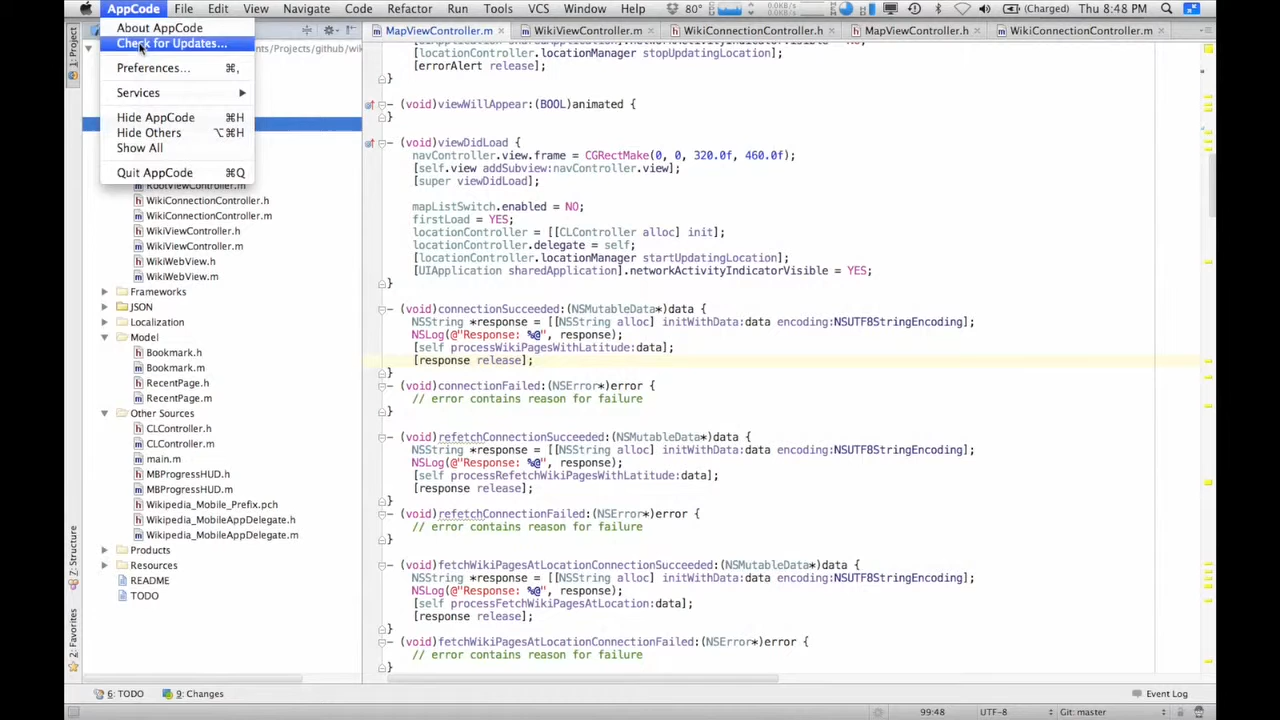 AppCode File Edit View Navigate Code Refactor Run Tools VCS Window Help 80° (Charged) Thu 8:48 PM
About AppCode
Check for Updates...
Preferences... ⌘,
Services
Hide AppCode ⌘H
Hide Others ⌥⌘H
Show All
Quit AppCode ⌘Q
1: Project
nts/Projects/github/wik
RootViewController.m
WikiConnectionController.h
WikiConnectionController.m
WikiViewController.h
WikiViewController.m
WikiWebView.h
WikiWebView.m
Frameworks
JSON
Localization
Model
Bookmark.h
Bookmark.m
RecentPage.h
RecentPage.m
Other Sources
CLController.h
CLController.m
main.m
MBProgressHUD.h
MBProgressHUD.m
Wikipedia_Mobile_Prefix.pch
Wikipedia_MobileAppDelegate.h
Wikipedia_MobileAppDelegate.m
Products
Resources
README
TODO
7: Structure
2: Favorites
MapViewController.m WikiViewController.m WikiConnectionController.h MapViewController.h WikiConnectionController.m
[locationController.locationManager stopUpdatingLocation];
[errorAlert release];
}
- (void)viewWillAppear:(BOOL)animated {
}
- (void)viewDidLoad {
navController.view.frame = CGRectMake(0, 0, 320.0f, 460.0f);
[self.view addSubview:navController.view];
[super viewDidLoad];
mapListSwitch.enabled = NO;
firstLoad = YES;
locationController = [[CLController alloc] init];
locationController.delegate = self;
[locationController.locationManager startUpdatingLocation];
[UIApplication sharedApplication].networkActivityIndicatorVisible = YES;
}
- (void)connectionSucceeded:(NSMutableData*)data {
NSString *response = [[NSString alloc] initWithData:data encoding:NSUTF8StringEncoding];
NSLog(@"Response: %@", response);
[self processWikiPagesWithLatitude:data];
[response release];
}
- (void)connectionFailed:(NSError*)error {
// error contains reason for failure
}
- (void)refetchConnectionSucceeded:(NSMutableData*)data {
NSString *response = [[NSString alloc] initWithData:data encoding:NSUTF8StringEncoding];
NSLog(@"Response: %@", response);
[self processRefetchWikiPagesWithLatitude:data];
[response release];
}
- (void)refetchConnectionFailed:(NSError*)error {
// error contains reason for failure
}
- (void)fetchWikiPagesAtLocationConnectionSucceeded:(NSMutableData*)data {
NSString *response = [[NSString alloc] initWithData:data encoding:NSUTF8StringEncoding];
NSLog(@"Response: %@", response);
[self processFetchWikiPagesAtLocation:data];
[response release];
}
- (void)fetchWikiPagesAtLocationConnectionFailed:(NSError*)error {
// error contains reason for failure
}
6: TODO 9: Changes Event Log
99:48 UTF-8 Git: master